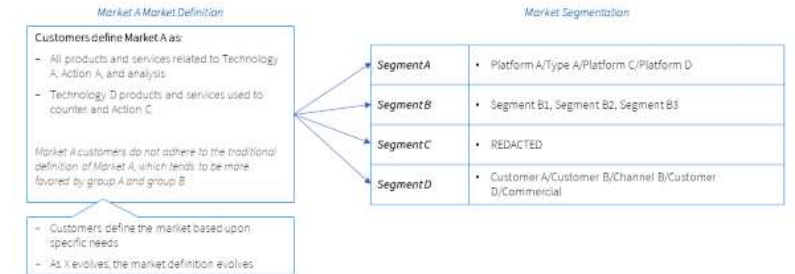 Market A Market Definition
Customers define Market A as:
– All products and services related to Technology
A, Action A, and analysis
– Technology D products and services used to
counter and Action C
Market A customers do not adhere to the traditional
definition of Market A, which tends to be more
favored by group A and group B
– Customers define the market based upon
specific needs
– As X evolves, the market definition evolves
Market Segmentation
Segment A • Platform A/Type A/Platform C/Platform D
Segment B • Segment B1, Segment B2, Segment B3
Segment C • REDACTED
Segment D • Customer A/Customer B/Channel B/Customer
D/Commercial